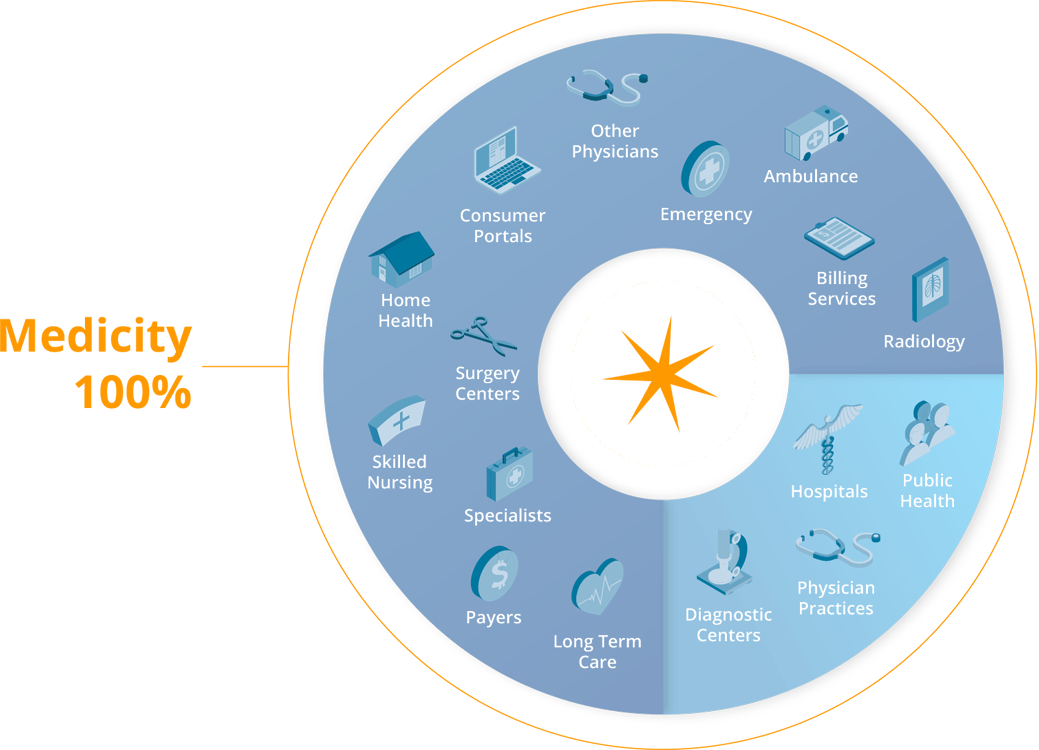 Medicity
100%
Other
Physicians
Ambulance
Emergency
Consumer
Portals
Billing
Services
Radiology
Home
Health
Surgery
Centers
Skilled
Nursing
Specialists
Payers
Long Term
Care
Hospitals
Public
Health
Physician
Practices
Diagnostic
Centers